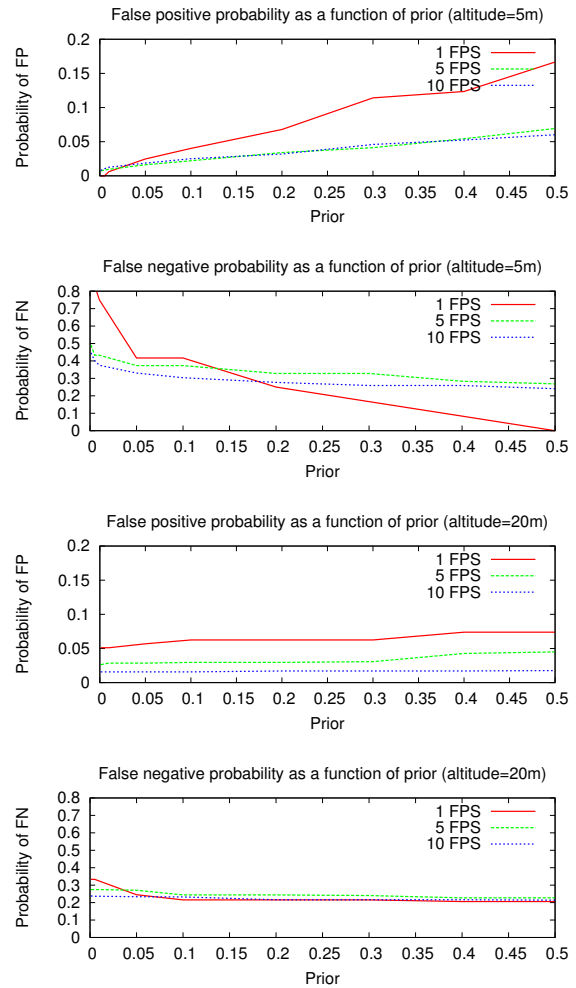 False positive probability as a function of prior (altitude=5m)
Probability of FP
0.2
0.15
0.1
0.05
0
1 FPS
5 FPS
10 FPS
0 0.05 0.1 0.15 0.2 0.25 0.3 0.35 0.4 0.45 0.5
Prior
False negative probability as a function of prior (altitude=5m)
Probability of FN
0.8
0.7
0.6
0.5
0.4
0.3
0.2
0.1
0
1 FPS
5 FPS
10 FPS
0 0.05 0.1 0.15 0.2 0.25 0.3 0.35 0.4 0.45 0.5
Prior
False positive probability as a function of prior (altitude=20m)
Probability of FP
0.2
0.15
0.1
0.05
0
1 FPS
5 FPS
10 FPS
0 0.05 0.1 0.15 0.2 0.25 0.3 0.35 0.4 0.45 0.5
Prior
False negative probability as a function of prior (altitude=20m)
Probability of FN
0.8
0.7
0.6
0.5
0.4
0.3
0.2
0.1
0
1 FPS
5 FPS
10 FPS
0 0.05 0.1 0.15 0.2 0.25 0.3 0.35 0.4 0.45 0.5
Prior